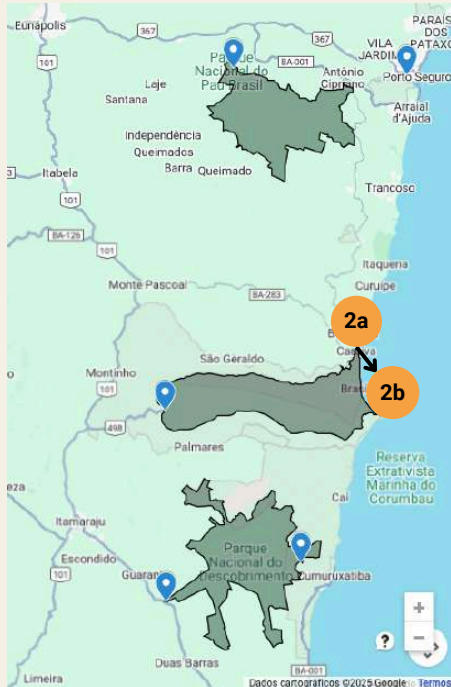 Eunápolis
367
BA-001
367
PARAÍSO
DOS
PATAXÓ
VILA
JARDIM
Porto Seguro
Parque
Nacional do
Pau Brasil
António
Cipriano
101
Laje
Santana
Arraial
d'Ajuda
Independência
Queimados
Barra
Queimado
Itabela
101
Trancoso
BA-126
101
Itaquena
Curuípe
Monte Pascoal
BA-283
2a
Caraíva
São Geraldo
Montinho
2b
498
Palmares
Reserva
Extrativista
Marinha do
Corumbau
Cai
Itamaraju
Escondido
101
Parque
Nacional do
Descobrimento
Cumuruxatiba
101
+
?
−
Duas Barras
BA-001
Limeira
Dados cartográficos ©2025 Google
Termos